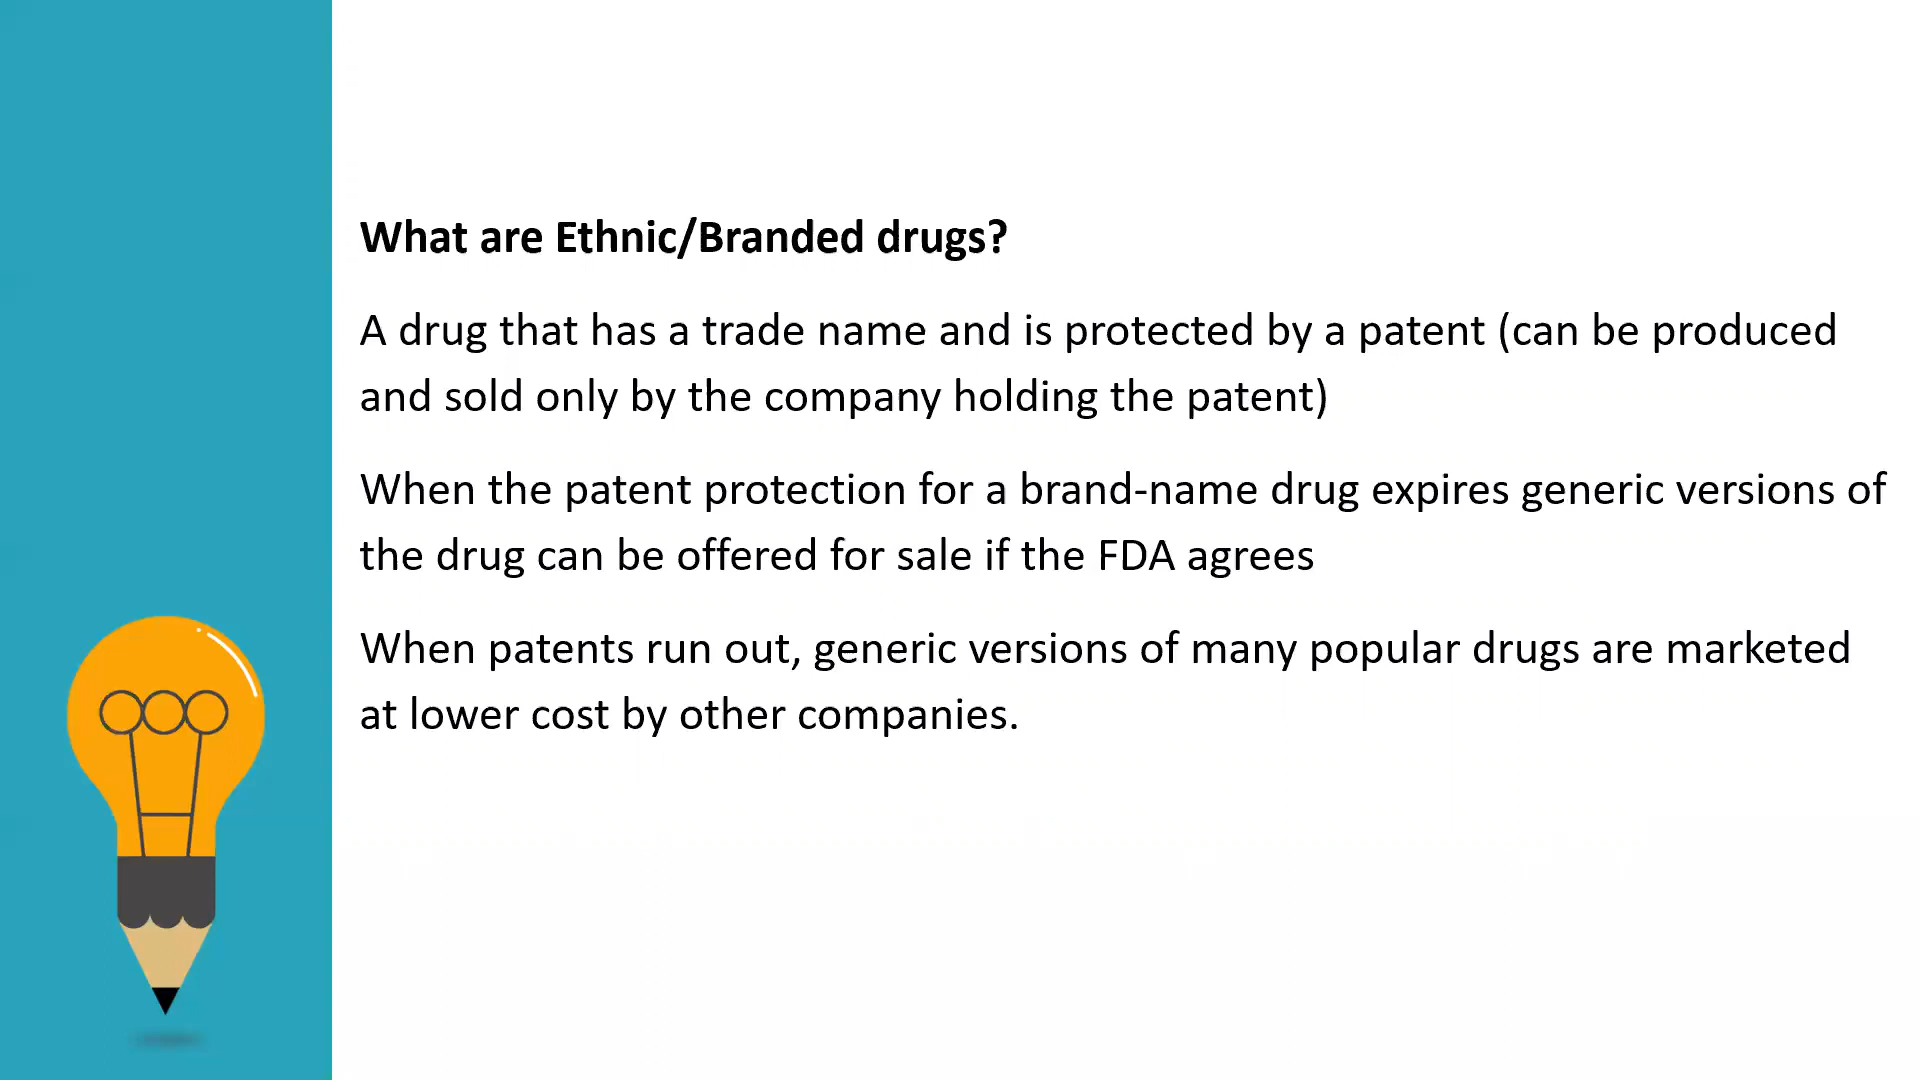 What are Ethnic/Branded drugs?
A drug that has a trade name and is protected by a patent (can be produced
and sold only by the company holding the patent)
When the patent protection for a brand-name drug expires generic versions of
the drug can be offered for sale if the FDA agrees
When patents run out, generic versions of many popular drugs are marketed
at lower cost by other companies.